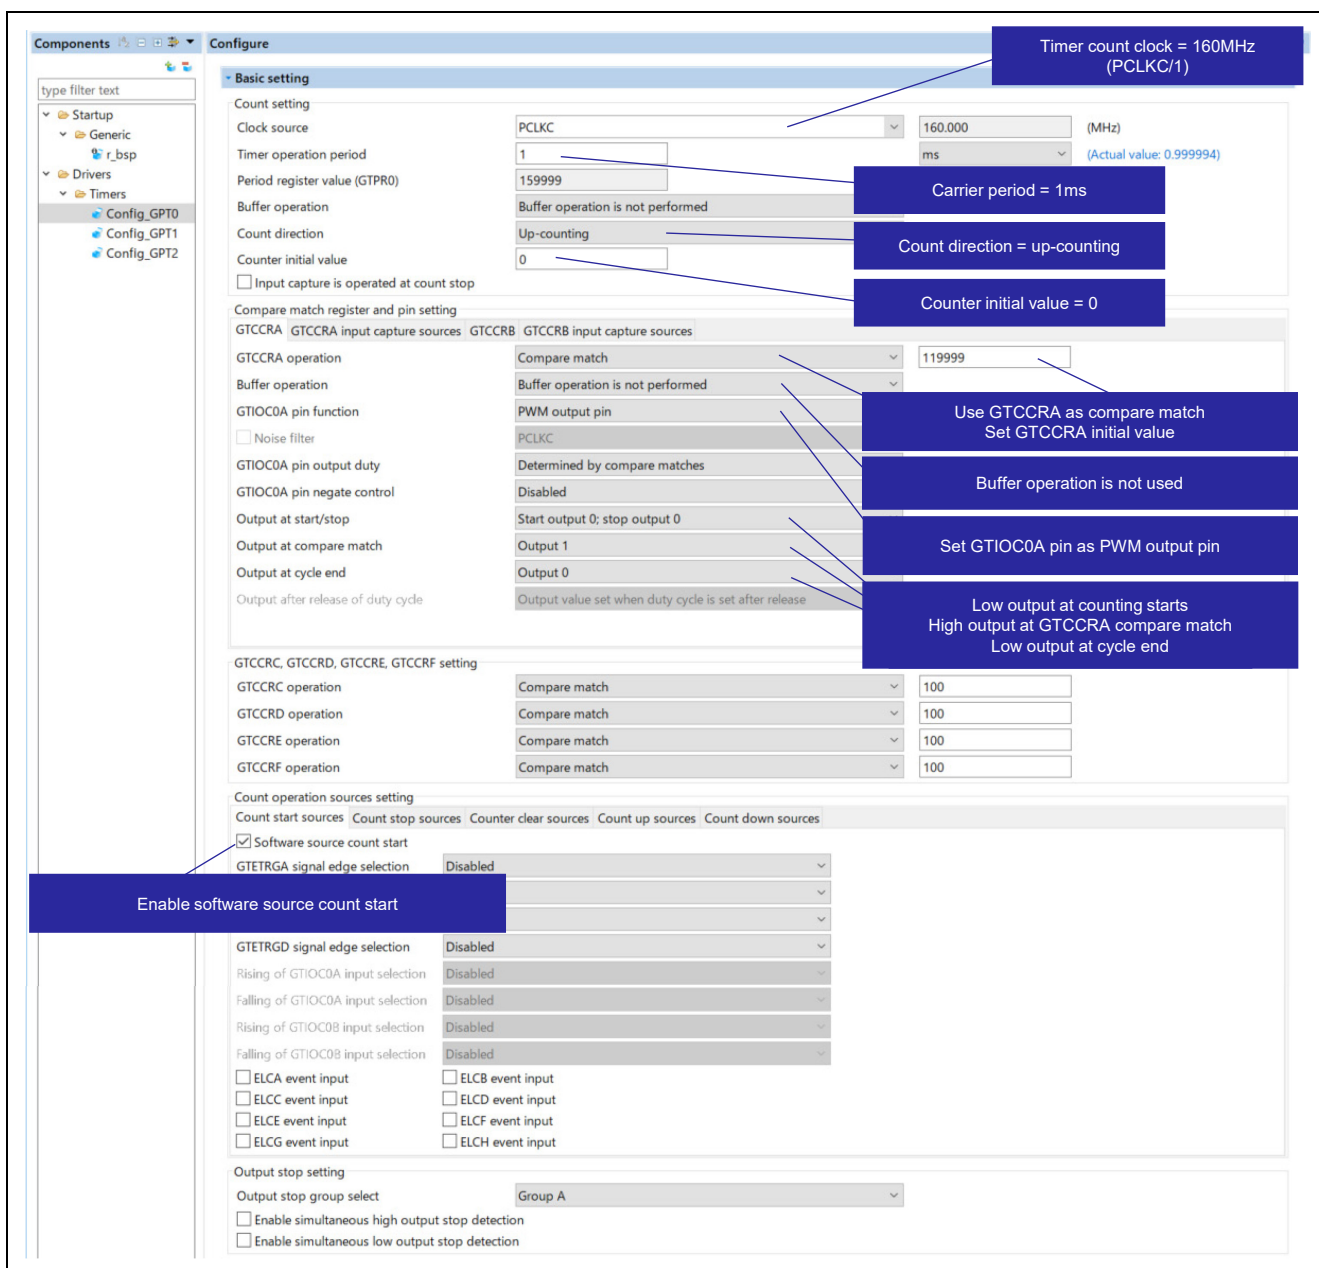 Components
Configure
Timer count clock = 160MHz
(PCLKC/1)
type filter text
Startup
Generic
r_bsp
Drivers
Timers
Config_GPT0
Config_GPT1
Config_GPT2
Basic setting
Count setting
Clock source PCLKC 160.000 (MHz)
Timer operation period 1 ms (Actual value: 0.999994)
Period register value (GTPR0) 159999
Carrier period = 1ms
Buffer operation Buffer operation is not performed
Count direction Up-counting
Count direction = up-counting
Counter initial value 0
Input capture is operated at count stop
Counter initial value = 0
Compare match register and pin setting
GTCCRA GTCCRA input capture sources GTCCRB GTCCRB input capture sources
GTCCRA operation Compare match 119999
Buffer operation Buffer operation is not performed
GTIOC0A pin function PWM output pin
Use GTCCRA as compare match
Set GTCCRA initial value
Noise filter PCLKC
GTIOC0A pin output duty Determined by compare matches
GTIOC0A pin negate control Disabled
Buffer operation is not used
Output at start/stop Start output 0; stop output 0
Output at compare match Output 1
Set GTIOC0A pin as PWM output pin
Output at cycle end Output 0
Output after release of duty cycle Output value set when duty cycle is set after release
Low output at counting starts
High output at GTCCRA compare match
Low output at cycle end
GTCCRC, GTCCRD, GTCCRE, GTCCRF setting
GTCCRC operation Compare match 100
GTCCRD operation Compare match 100
GTCCRE operation Compare match 100
GTCCRF operation Compare match 100
Count operation sources setting
Count start sources Count stop sources Counter clear sources Count up sources Count down sources
Software source count start
GTETRGA signal edge selection Disabled
Enable software source count start
GTETRGD signal edge selection Disabled
Rising of GTIOC0A input selection Disabled
Falling of GTIOC0A input selection Disabled
Rising of GTIOC0B input selection Disabled
Falling of GTIOC0B input selection Disabled
ELCA event input ELCB event input
ELCC event input ELCD event input
ELCE event input ELCF event input
ELCG event input ELCH event input
Output stop setting
Output stop group select Group A
Enable simultaneous high output stop detection
Enable simultaneous low output stop detection